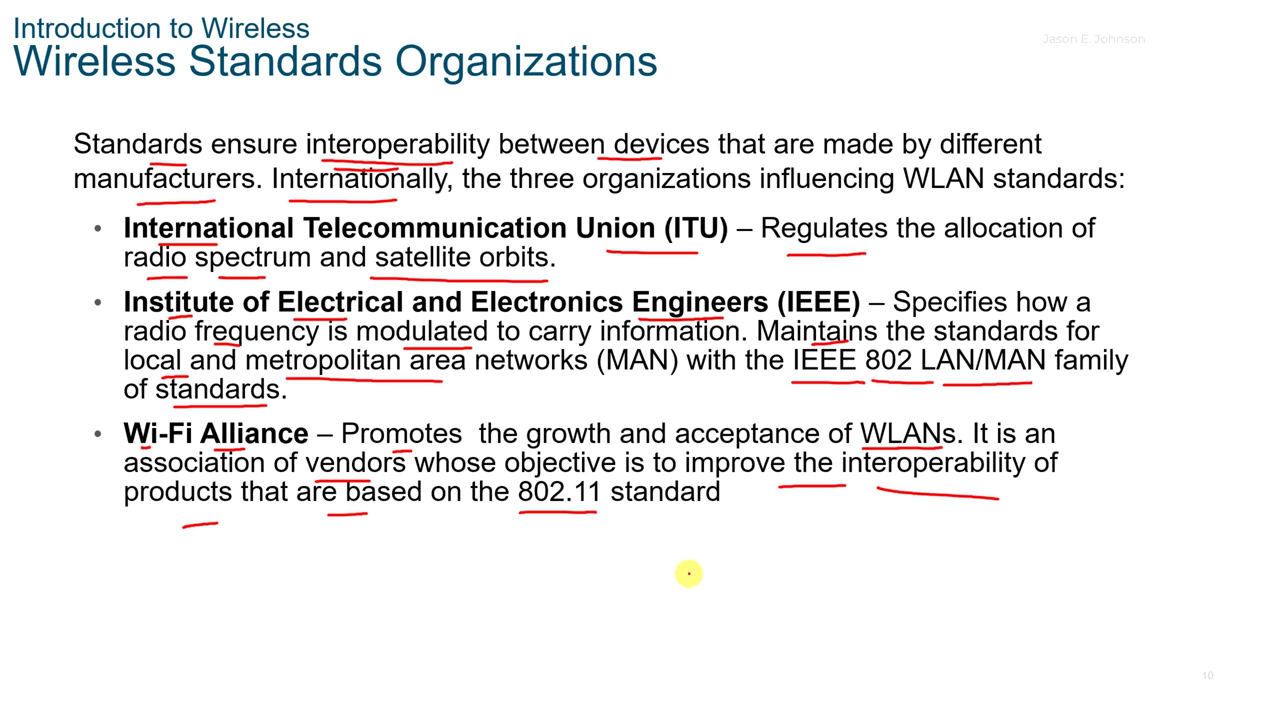 Introduction to Wireless
Jason E. Johnson
Wireless Standards Organizations
Standards ensure interoperability between devices that are made by different
manufacturers. Internationally, the three organizations influencing WLAN standards:
• International Telecommunication Union (ITU) – Regulates the allocation of
radio spectrum and satellite orbits.
• Institute of Electrical and Electronics Engineers (IEEE) – Specifies how a
radio frequency is modulated to carry information. Maintains the standards for
local and metropolitan area networks (MAN) with the IEEE 802 LAN/MAN family
of standards.
• Wi-Fi Alliance – Promotes  the growth and acceptance of WLANs. It is an
association of vendors whose objective is to improve the interoperability of
products that are based on the 802.11 standard
10